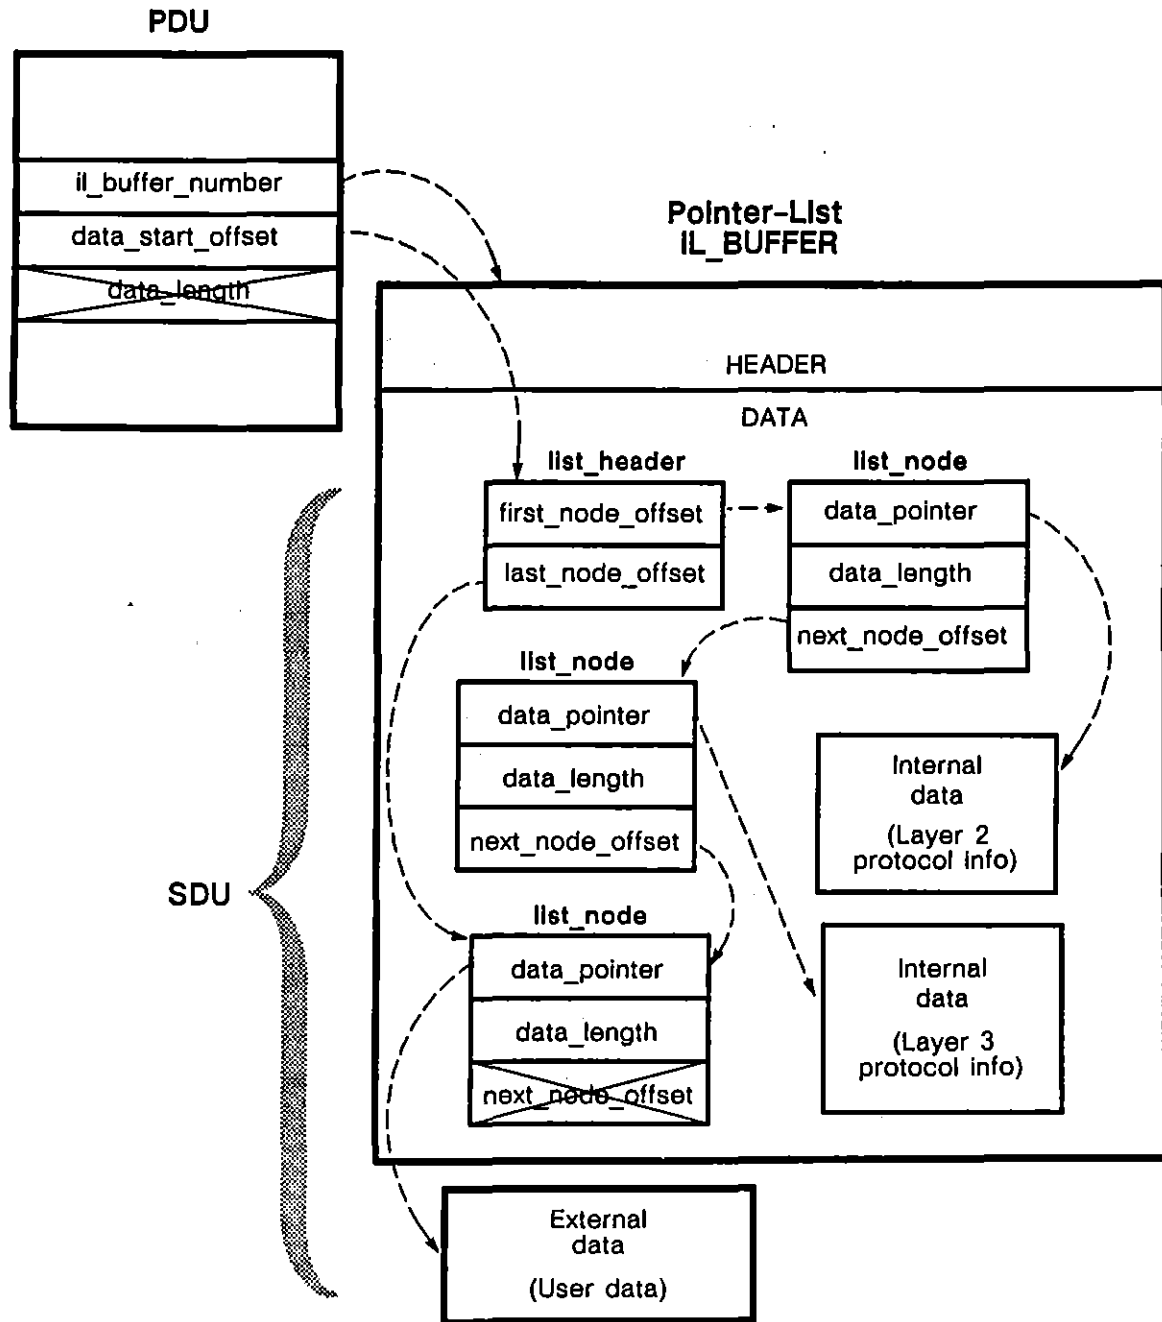 PDU
il_buffer_number
data_start_offset
data_length
Pointer-List
IL_BUFFER
HEADER
DATA
list_header
first_node_offset
last_node_offset
list_node
data_pointer
data_length
next_node_offset
list_node
data_pointer
data_length
next_node_offset
Internal
data
(Layer 2
protocol info)
SDU
list_node
data_pointer
data_length
next_node_offset
Internal
data
(Layer 3
protocol info)
External
data
(User data)